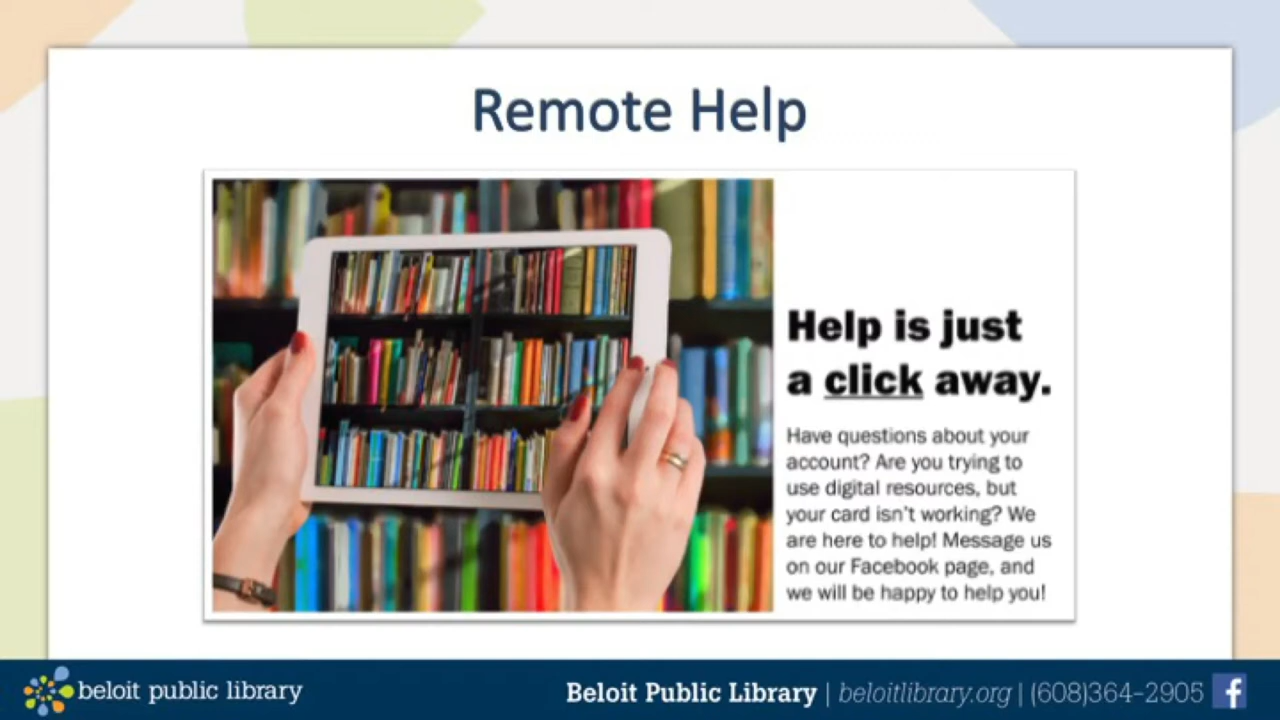 Remote Help
Help is just
a click away.
Have questions about your
account? Are you trying to
use digital resources, but
your card isn't working? We
are here to help! Message us
on our Facebook page, and
we will be happy to help you!
beloit public library
Beloit Public Library | beloitlibrary.org | (608)364-2905 f